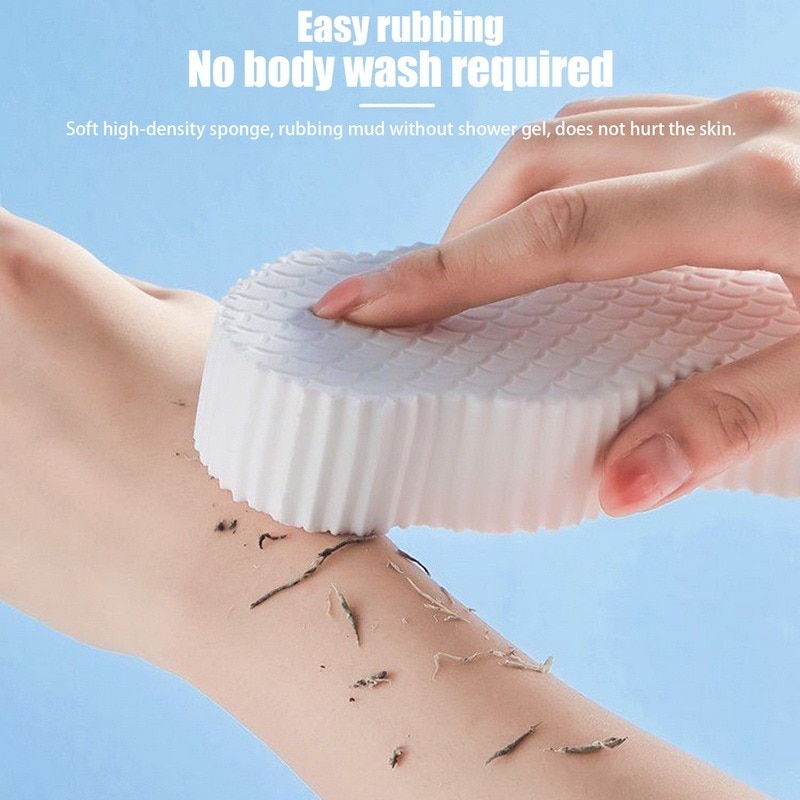 Easy rubbing
No body wash required
Soft high-density sponge, rubbing mud without shower gel, does not hurt the skin.